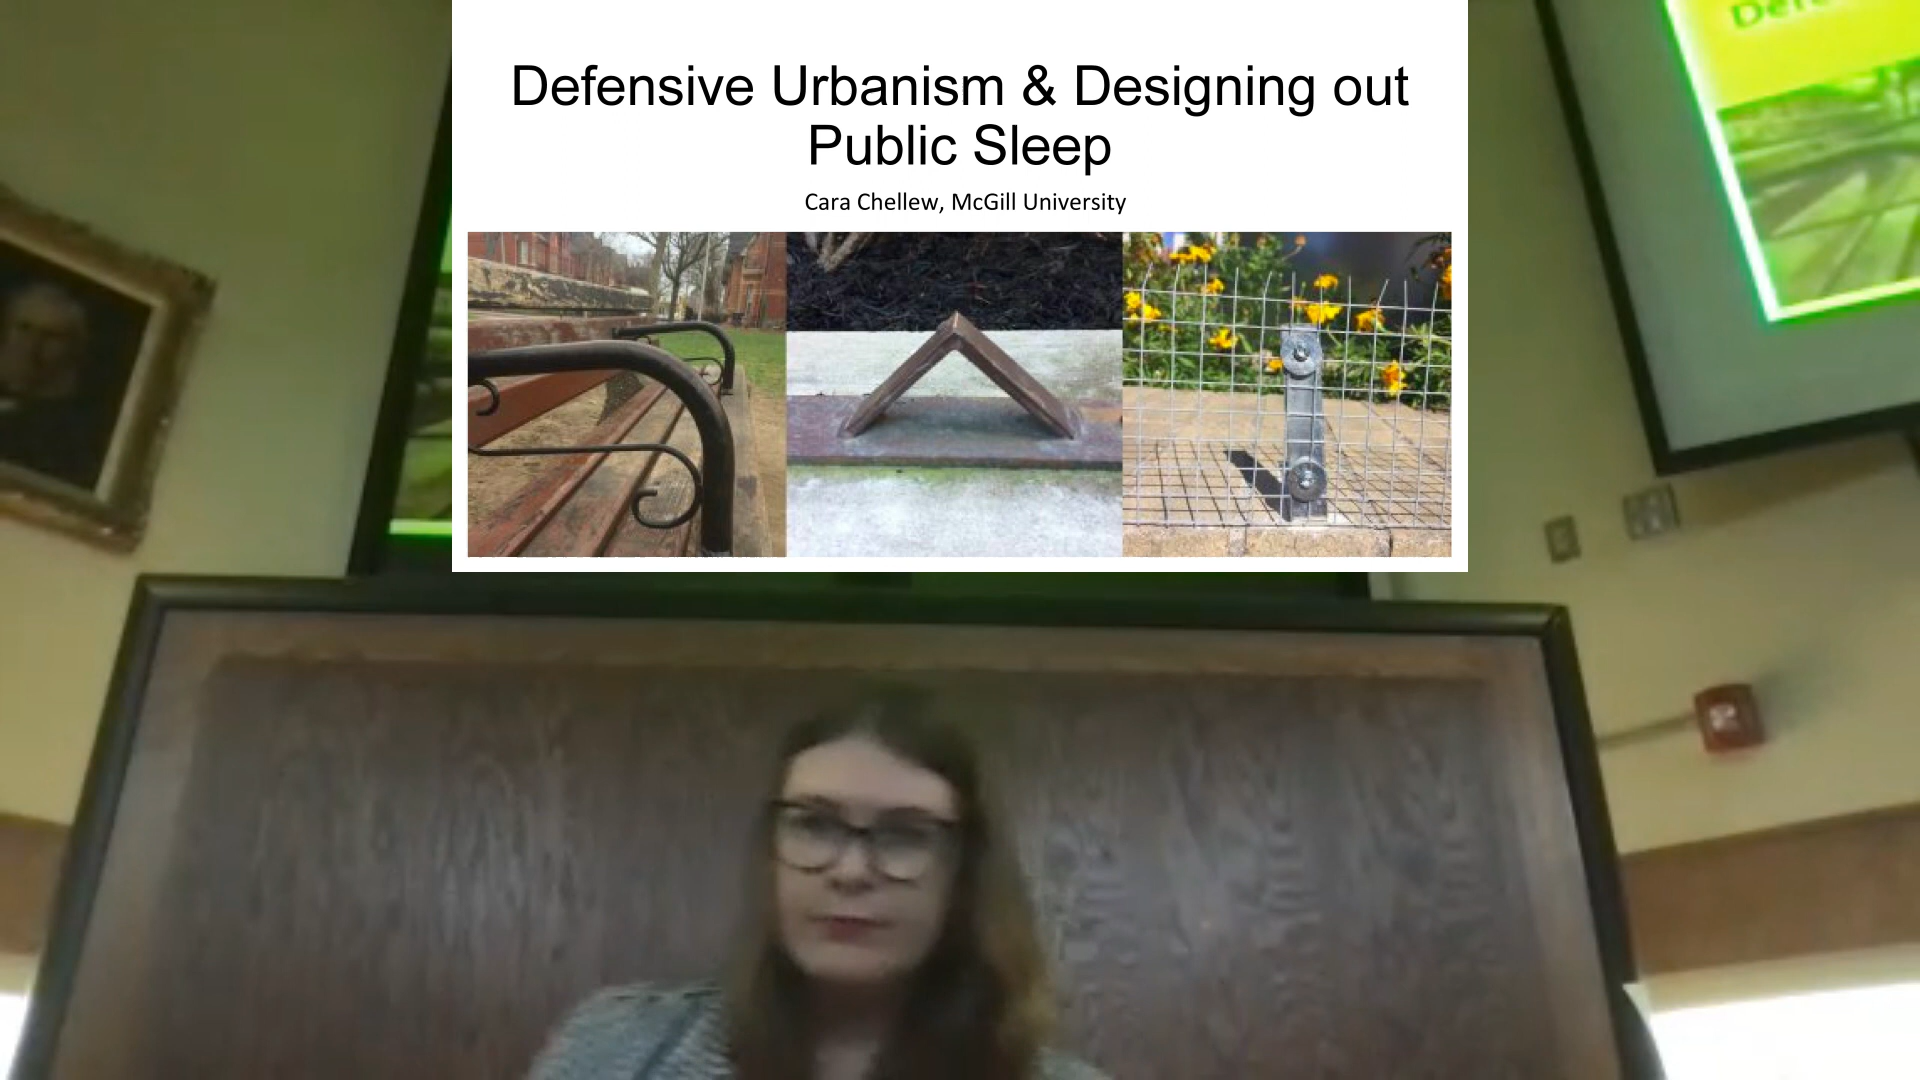 Defensive Urbanism & Designing out
Public Sleep
Cara Chellew, McGill University